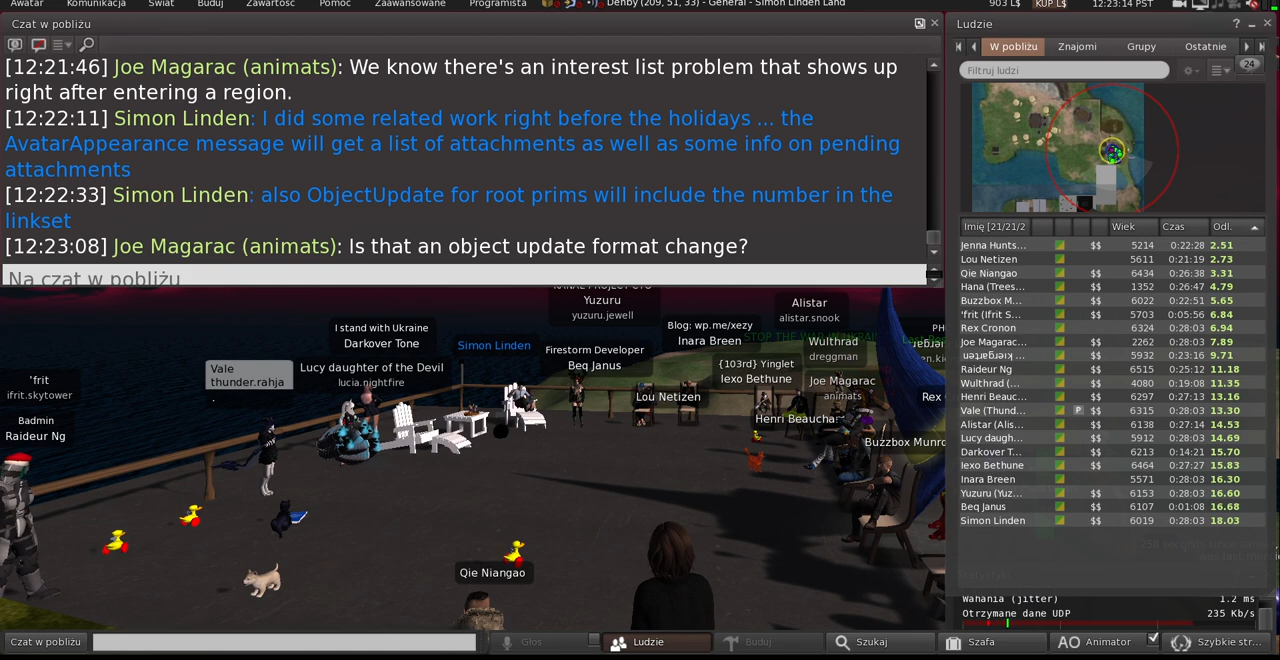 Awatar Komunikacja Świat Buduj Zawartość Pomoc Zaawansowane Programista Denby (209, 51, 33) - General - Simon Linden Land 903 L$ KUP L$ 12:23:14 PST
Czat w pobliżu
[12:21:46] Joe Magarac (animats): We know there's an interest list problem that shows up
right after entering a region.
[12:22:11] Simon Linden: I did some related work right before the holidays ... the
AvatarAppearance message will get a list of attachments as well as some info on pending
attachments
[12:22:33] Simon Linden: also ObjectUpdate for root prims will include the number in the
linkset
[12:23:08] Joe Magarac (animats): Is that an object update format change?
Na czat w pobliżu
Yuzuru
yuzuru.jewell
Alistar
alistar.snook
I stand with Ukraine
Darkover Tone
Simon Linden
Blog: wp.me/xezy
Inara Breen
Wulthrad
dreggman
Firestorm Developer
Beq Janus
{103rd} Yinglet
Iexo Bethune
Vale
thunder.rahja
.
Lucy daughter of the Devil
lucia.nightfire
'frit
ifrit.skytower
Joe Magarac
animats
Lou Netizen
Rex
Henri Beaucha
Badmin
Raideur Ng
Buzzbox Munro
Qie Niangao
Ludzie
? _ ×
W pobliżu Znajomi Grupy Ostatnie
Filtruj ludzi 24
Imię [21/21/2 Wiek Czas Odl.
Jenna Hunts... $$ 5214 0:22:28 2.51
Lou Netizen 5611 0:21:19 2.73
Qie Niangao $$ 6434 0:26:38 3.31
Hana (Trees... $$ 1352 0:26:47 4.79
Buzzbox M... $$ 6022 0:22:51 5.65
'frit (Ifrit S... $$ 5703 0:05:56 6.84
Rex Cronon 6324 0:28:03 6.94
Joe Magarac... $$ 2262 0:28:03 7.89
$$ 5932 0:23:16 9.71
Raideur Ng $$ 6515 0:25:12 11.18
Wulthrad (... $$ 4080 0:19:08 11.35
Henri Beauc... $$ 6297 0:27:13 13.16
Vale (Thund... P $$ 6315 0:28:03 13.30
Alistar (Alis... $$ 6138 0:27:14 14.53
Lucy daugh... $$ 5912 0:28:03 14.69
Darkover T... $$ 6213 0:14:21 15.70
Iexo Bethune $$ 6464 0:27:27 15.83
Inara Breen 5571 0:28:03 16.30
Yuzuru (Yuz... $$ 6153 0:28:03 16.60
Beq Janus $$ 6107 0:01:08 16.68
Simon Linden $$ 6019 0:28:03 18.03
Wahania (jitter) 1.2 ms
Otrzymane dane UDP 235 Kb/s
Czat w pobliżu Głos Ludzie Buduj Szukaj Szafa AO Animator Szybkie str...